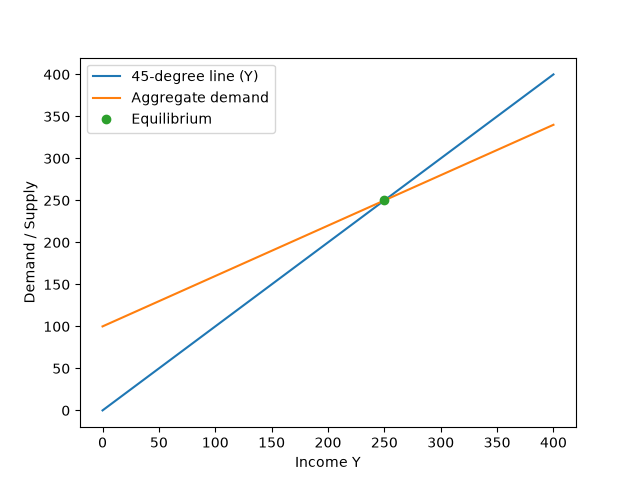 45-degree line (Y)
Aggregate demand
Equilibrium
400
350
300
250
200
150
100
50
0
Demand / Supply
0 50 100 150 200 250 300 350 400
Income Y